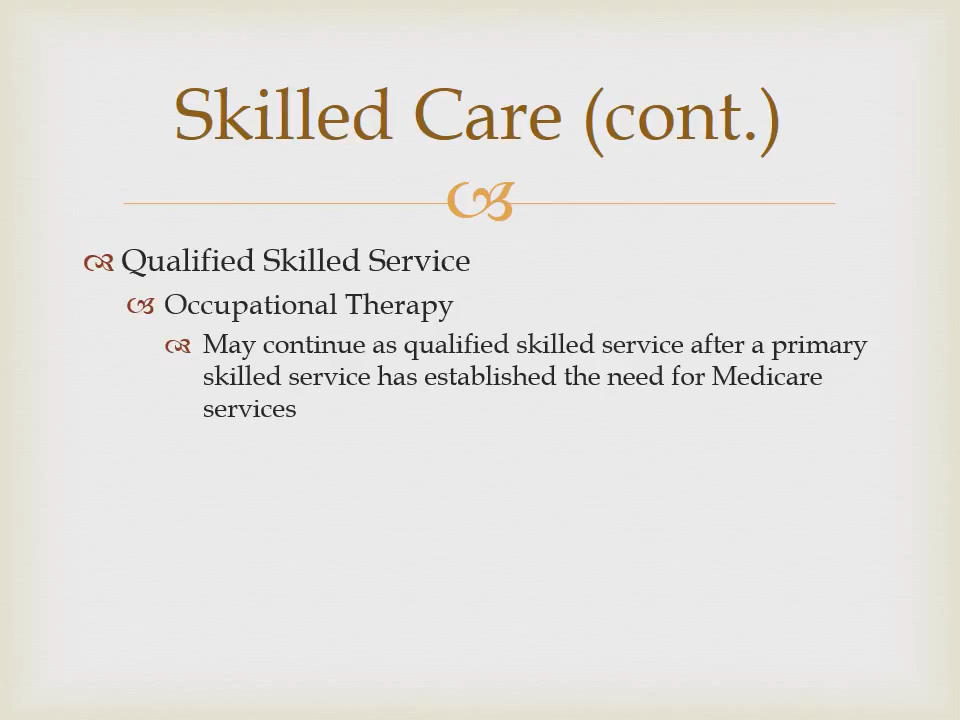 Skilled Care (cont.)
Qualified Skilled Service
Occupational Therapy
May continue as qualified skilled service after a primary
skilled service has established the need for Medicare
services